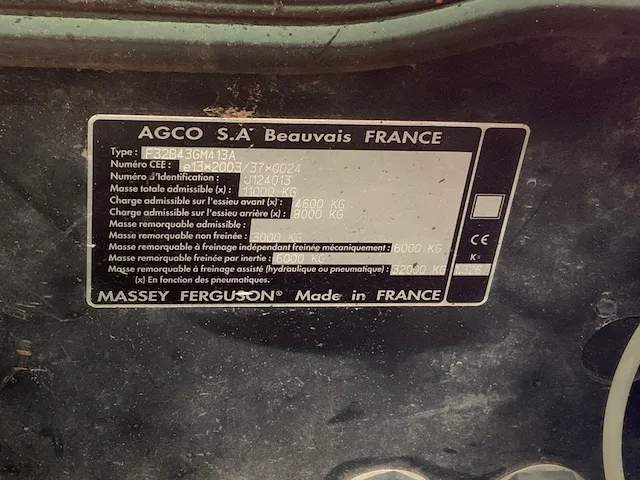 AGCO S.A Beauvais FRANCE
Type : F32B43GM413A
Numéro CEE : e13*2003/37*0024
Numéro d'Identification : U124013
Masse totale admissible (x) : 11000 KG
Charge admissible sur l'essieu avant (x) : 4600 KG
Charge admissible sur l'essieu arrière (x) : 8000 KG
Masse remorquable admissible :
Masse remorquable non freinée : 3000 KG
Masse remorquable à freinage indépendant freinée mécaniquement : 6000 KG
Masse remorquable freinée par inertie : 6000 KG
Masse remorquable à freinage assisté (hydraulique ou pneumatique) : 32000 KG
(x) En fonction des pneumatiques.
MASSEY FERGUSON® Made in FRANCE
CE
K=